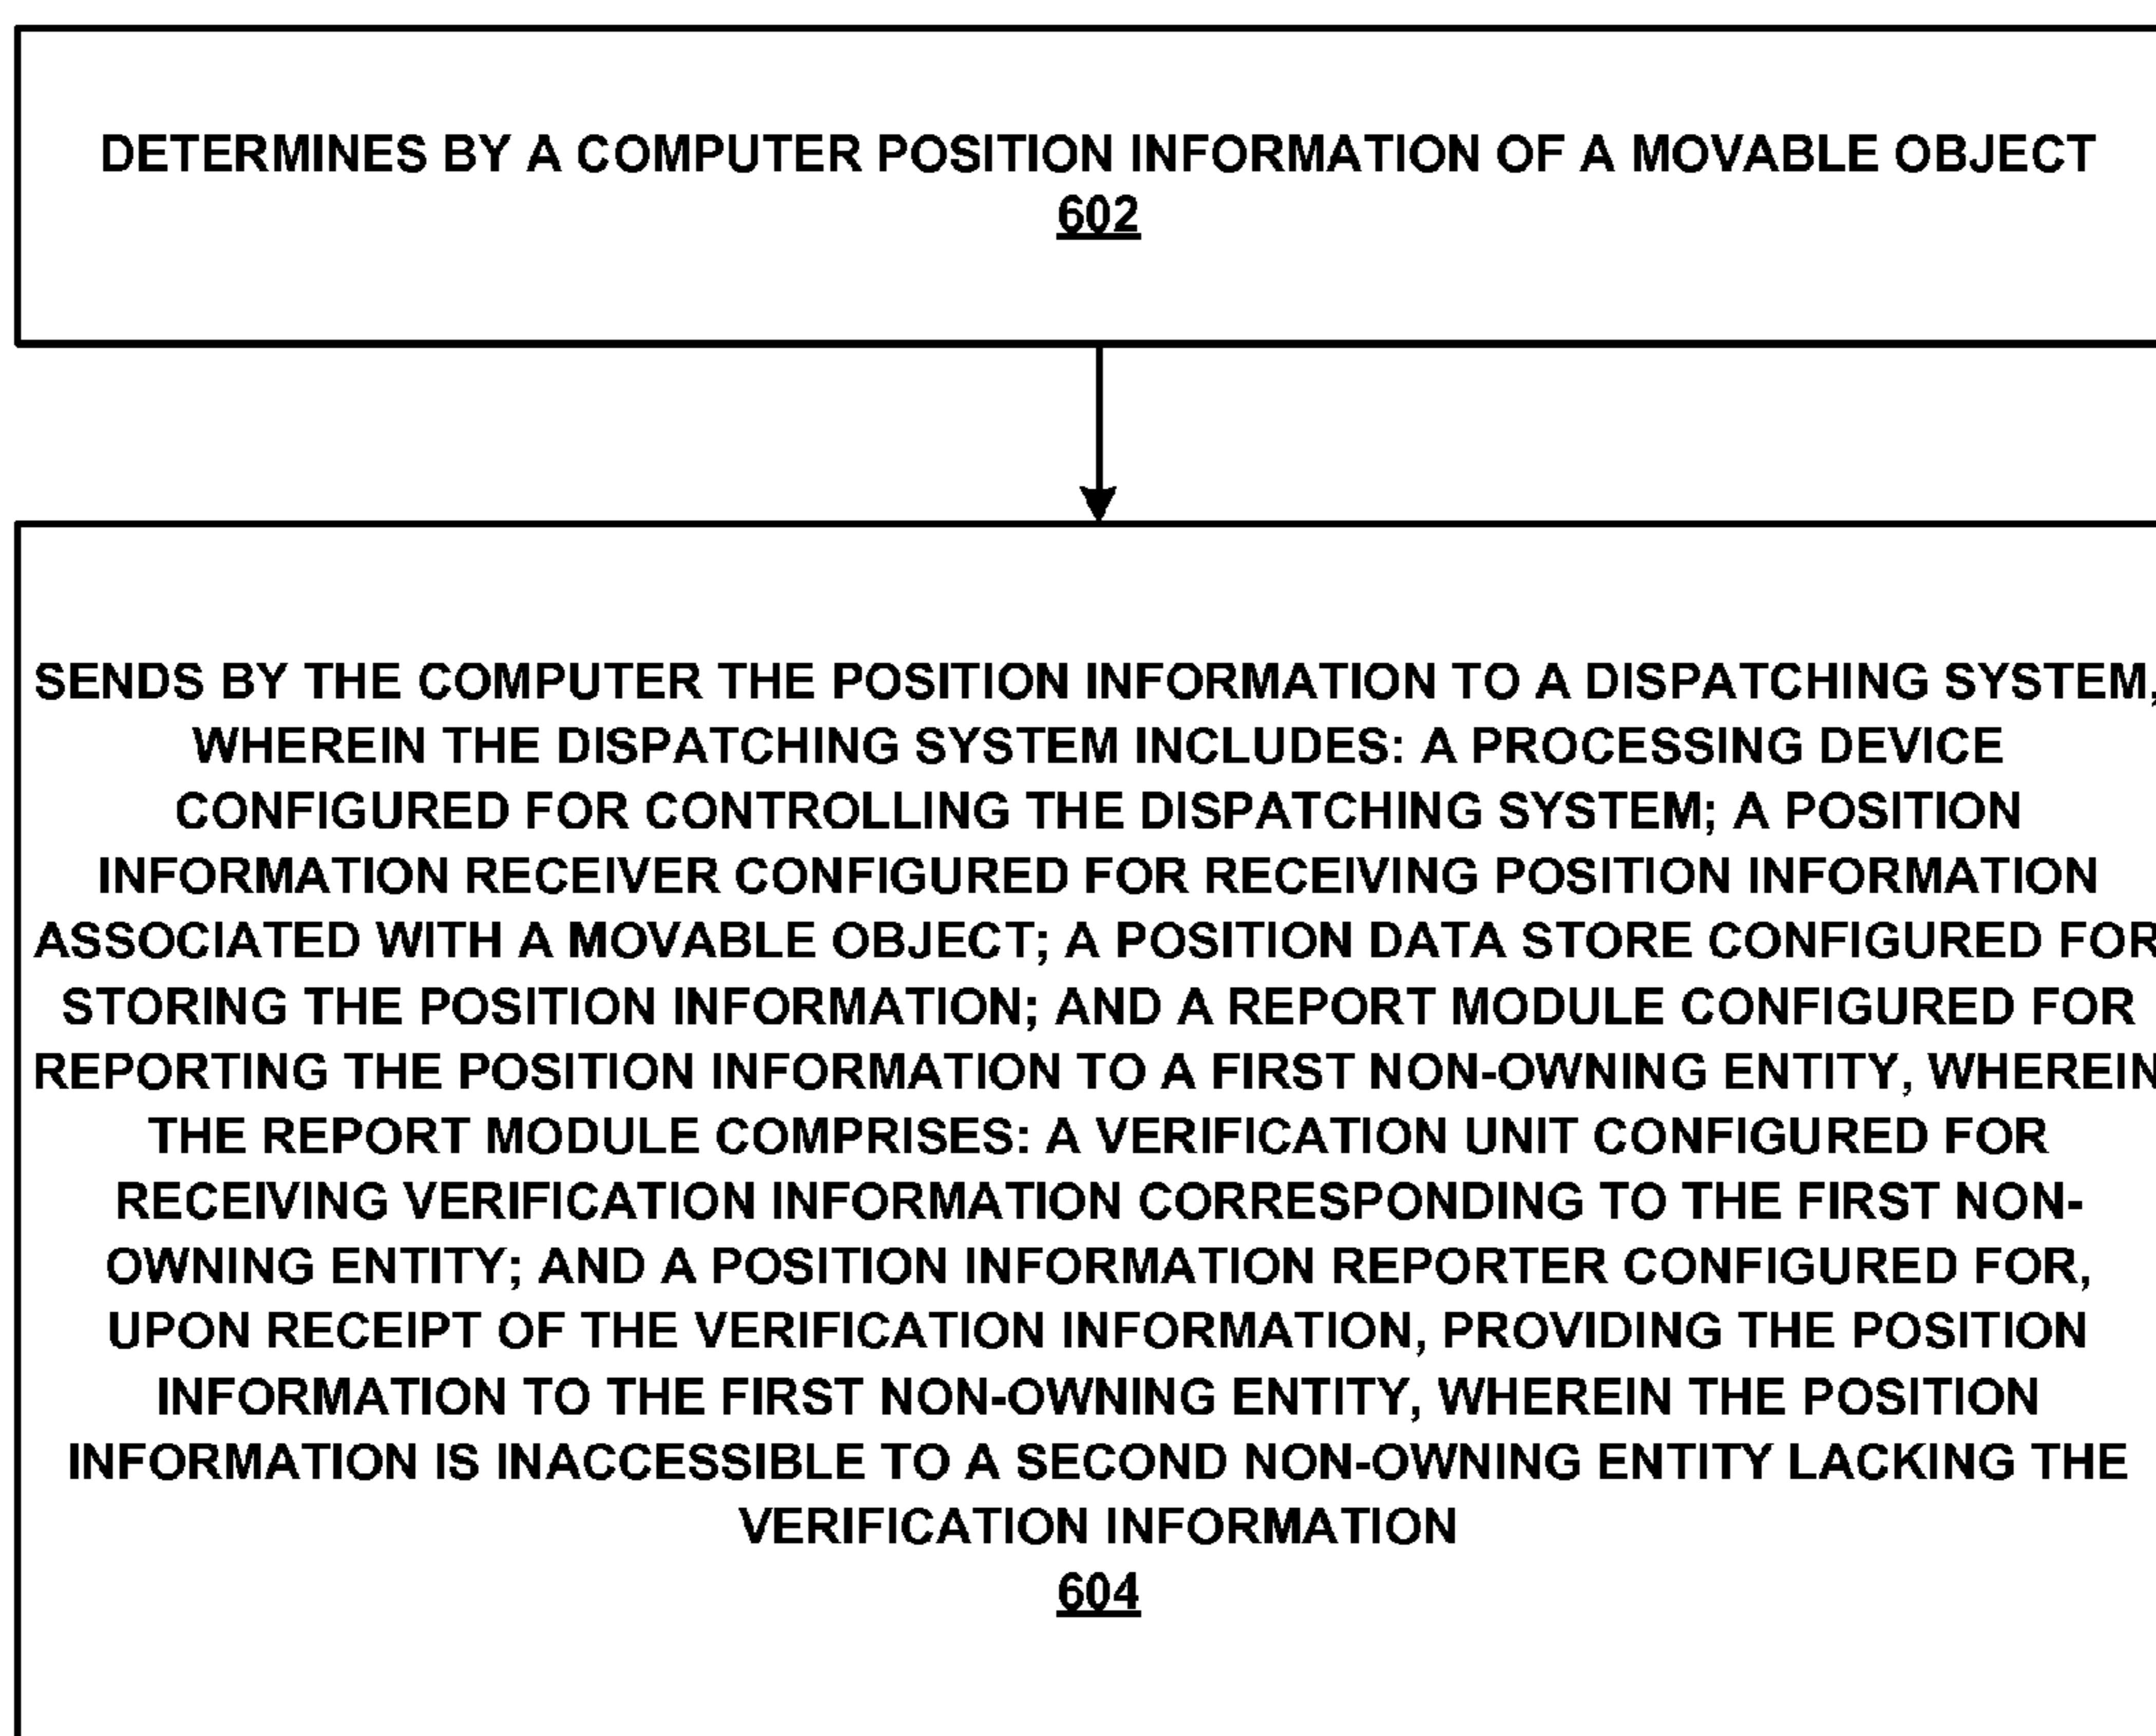 DETERMINES BY A COMPUTER POSITION INFORMATION OF A MOVABLE OBJECT
602
SENDS BY THE COMPUTER THE POSITION INFORMATION TO A DISPATCHING SYSTEM,
WHEREIN THE DISPATCHING SYSTEM INCLUDES: A PROCESSING DEVICE
CONFIGURED FOR CONTROLLING THE DISPATCHING SYSTEM; A POSITION
INFORMATION RECEIVER CONFIGURED FOR RECEIVING POSITION INFORMATION
ASSOCIATED WITH A MOVABLE OBJECT; A POSITION DATA STORE CONFIGURED FOR
STORING THE POSITION INFORMATION; AND A REPORT MODULE CONFIGURED FOR
REPORTING THE POSITION INFORMATION TO A FIRST NON-OWNING ENTITY, WHEREIN
THE REPORT MODULE COMPRISES: A VERIFICATION UNIT CONFIGURED FOR
RECEIVING VERIFICATION INFORMATION CORRESPONDING TO THE FIRST NON-
OWNING ENTITY; AND A POSITION INFORMATION REPORTER CONFIGURED FOR,
UPON RECEIPT OF THE VERIFICATION INFORMATION, PROVIDING THE POSITION
INFORMATION TO THE FIRST NON-OWNING ENTITY, WHEREIN THE POSITION
INFORMATION IS INACCESSIBLE TO A SECOND NON-OWNING ENTITY LACKING THE
VERIFICATION INFORMATION
604